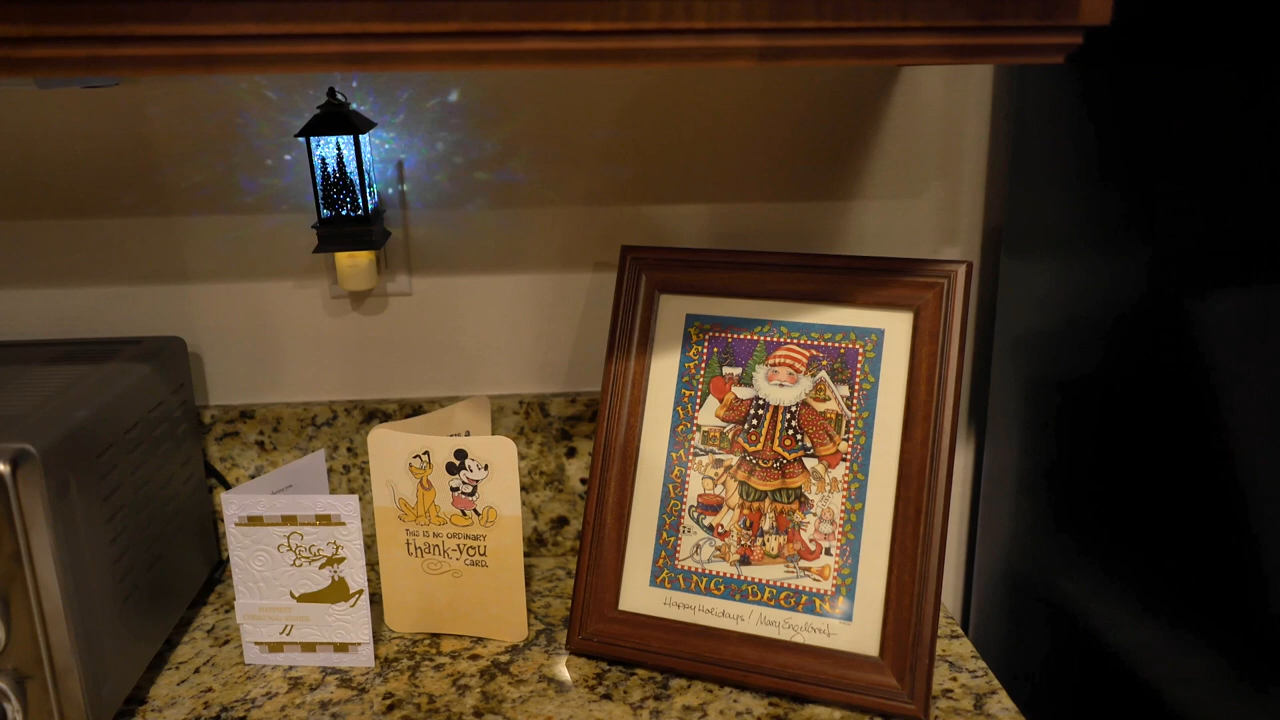 THIS IS NO ORDINARY
thank-you
CARD.
LET THE MERRYMAKING BEGIN
Happy Holidays! Mary Engelbreit